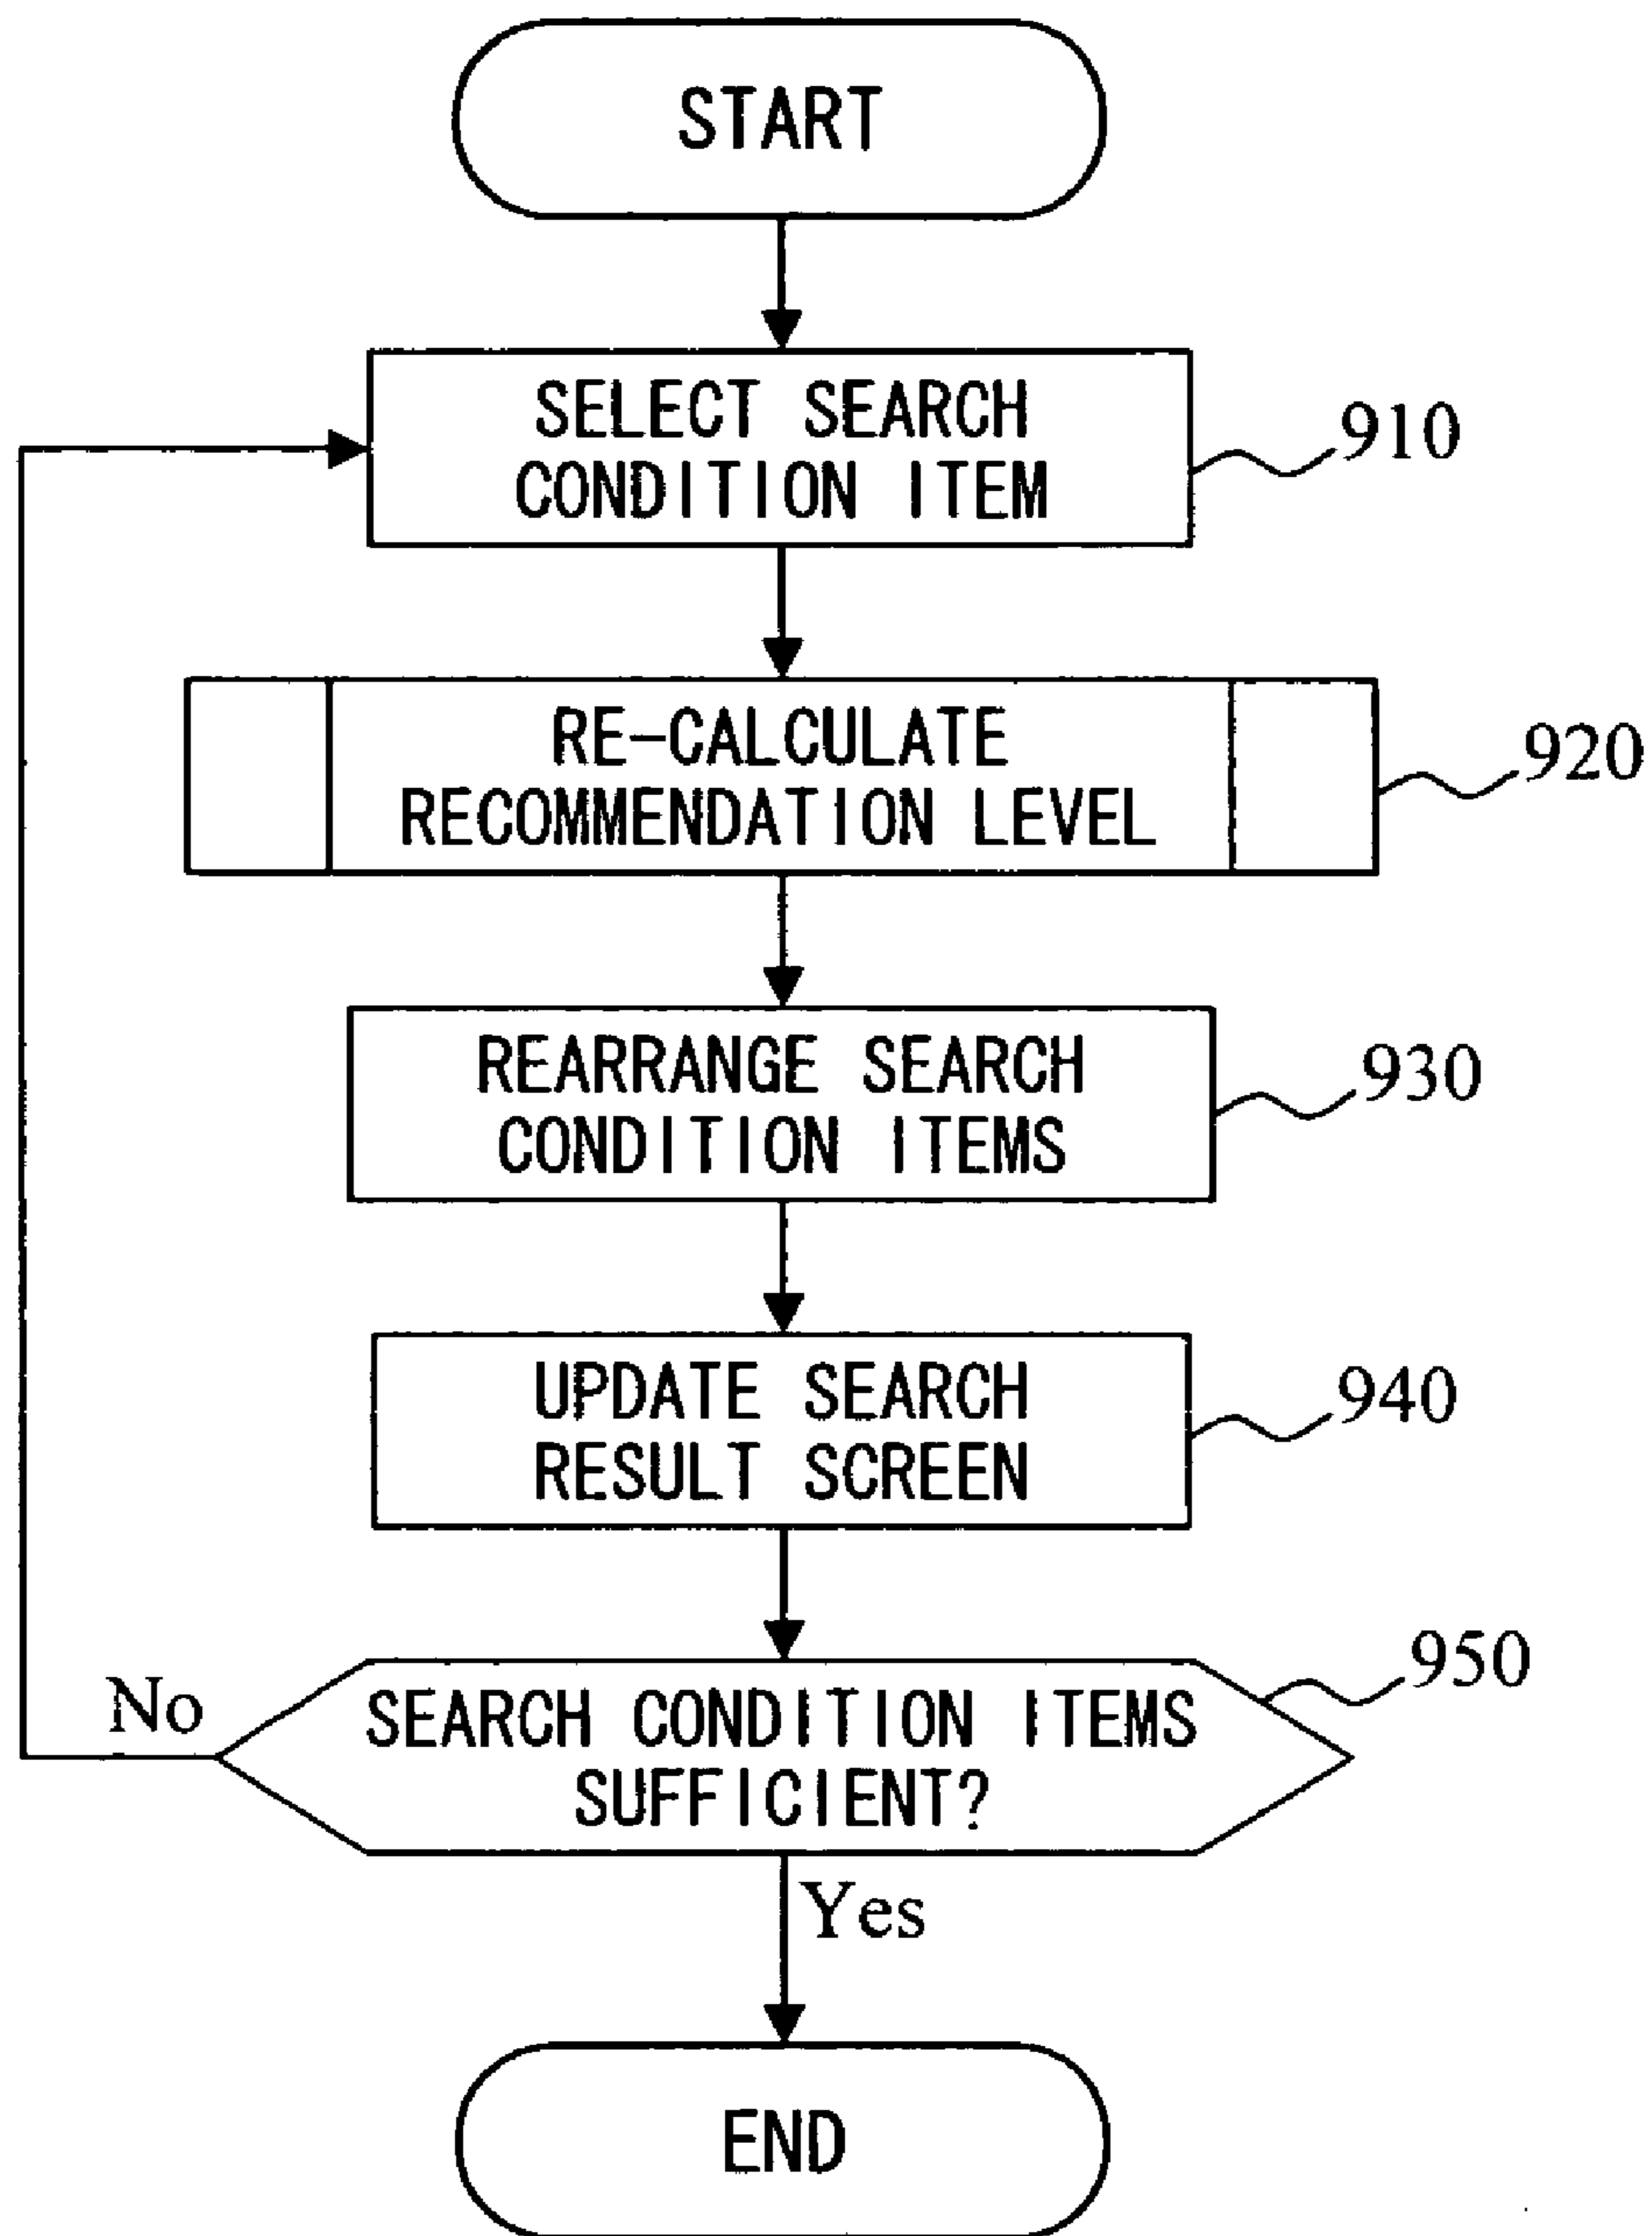 START
SELECT SEARCH
CONDITION ITEM
910
RE-CALCULATE
RECOMMENDATION LEVEL
920
REARRANGE SEARCH
CONDITION ITEMS
930
UPDATE SEARCH
RESULT SCREEN
940
No
SEARCH CONDITION ITEMS
SUFFICIENT?
950
Yes
END